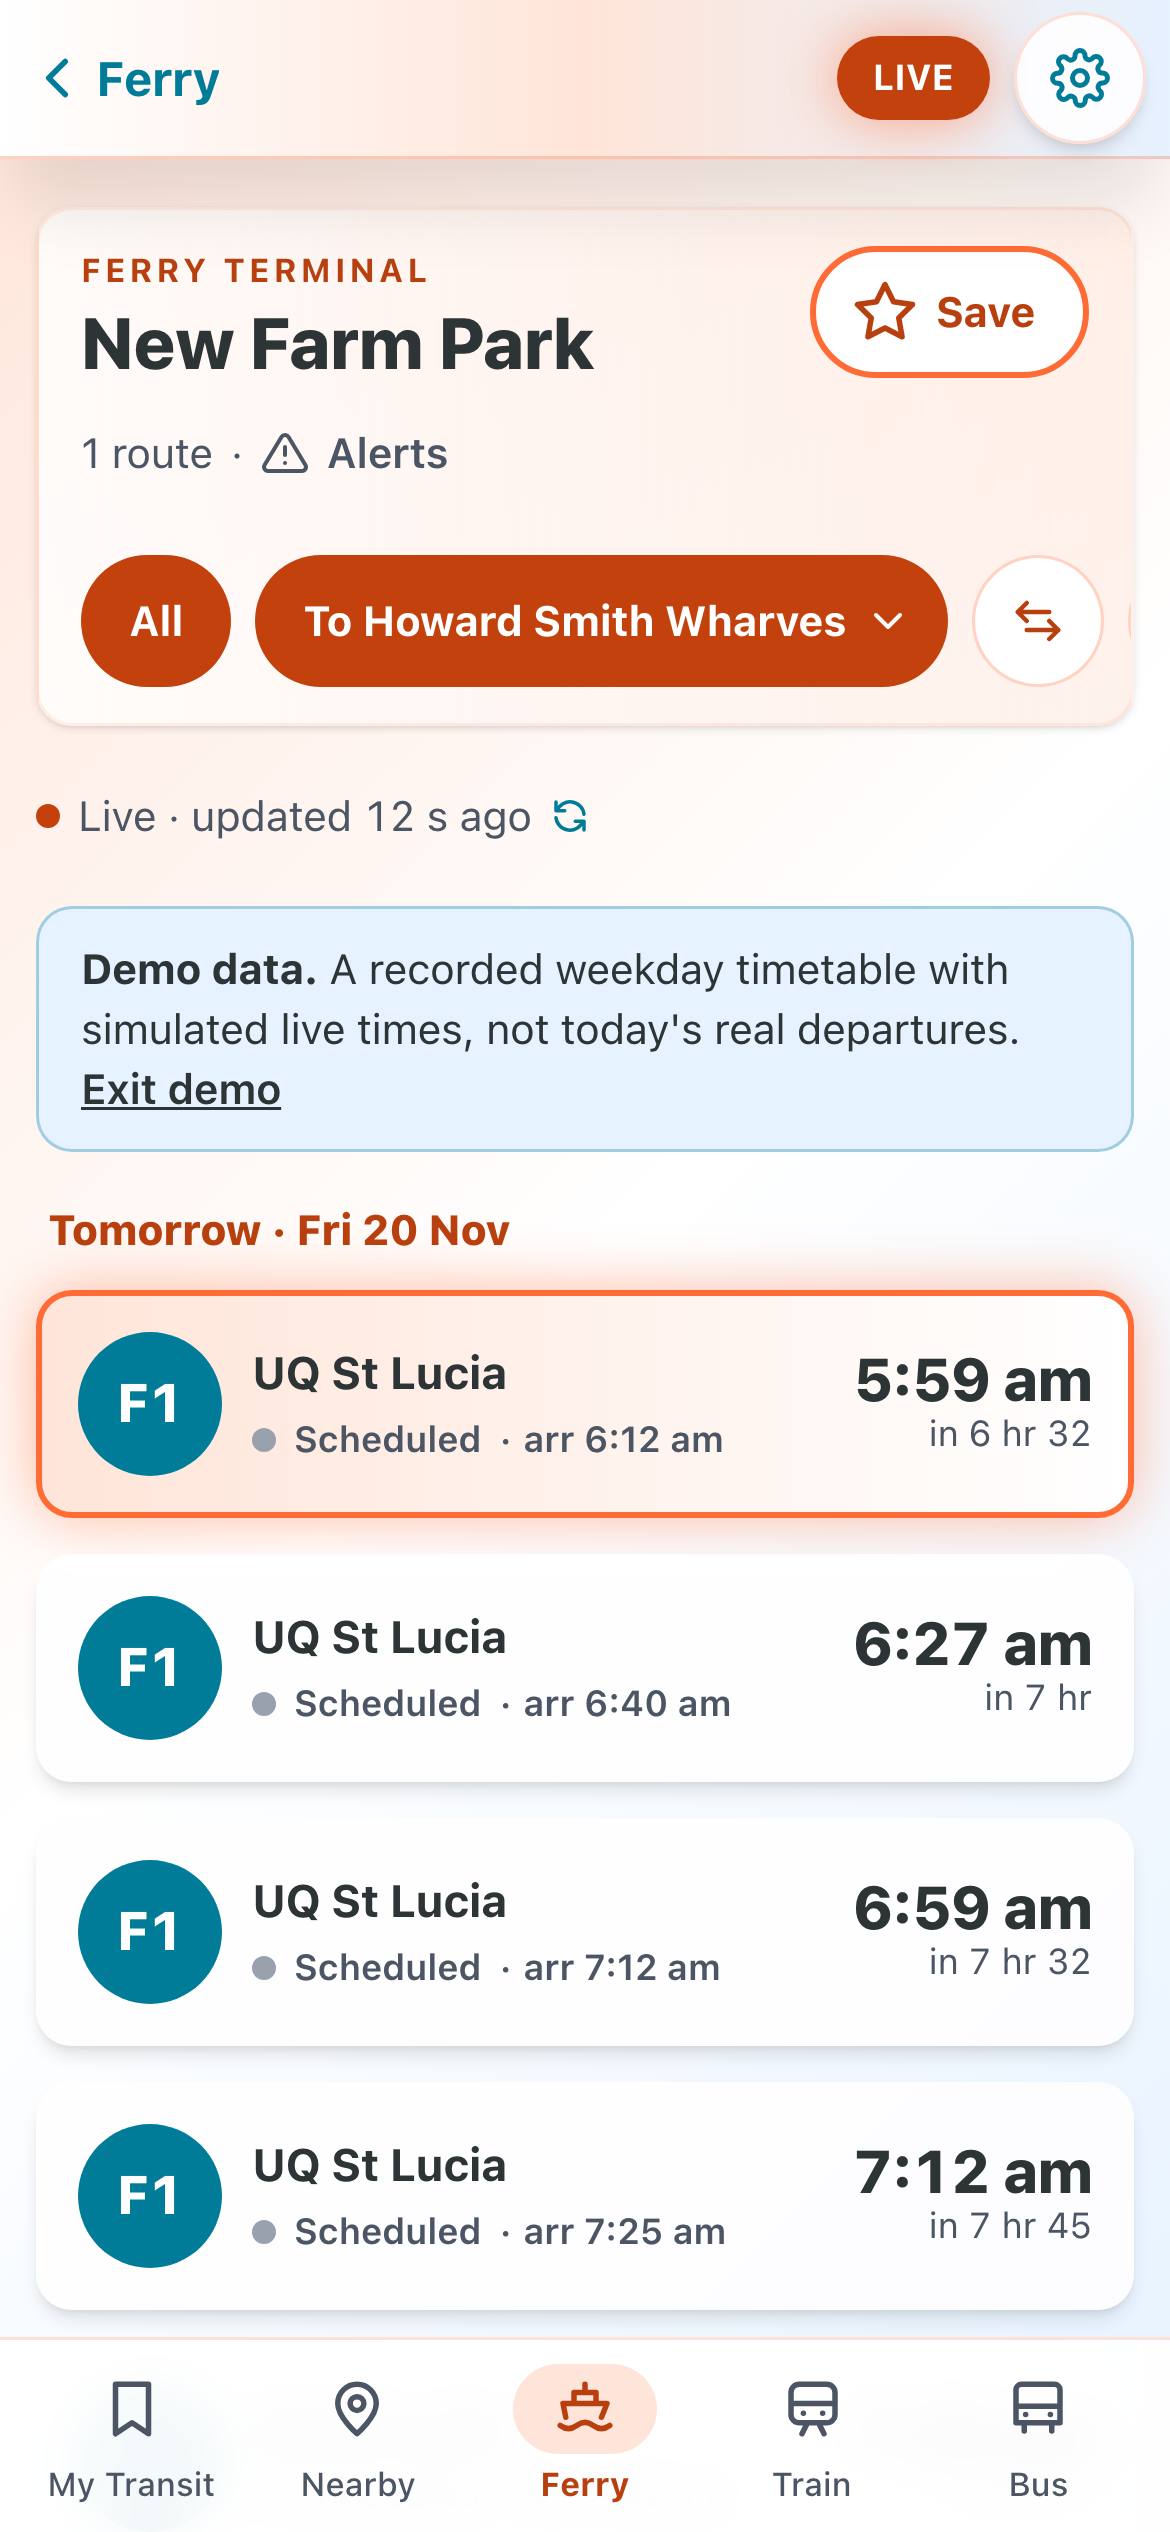 Ferry
LIVE
FERRY TERMINAL
New Farm Park
Save
1 route · Alerts
All
To Howard Smith Wharves
Live · updated 12 s ago
Demo data. A recorded weekday timetable with
simulated live times, not today's real departures.
Exit demo
Tomorrow · Fri 20 Nov
F1
UQ St Lucia
Scheduled · arr 6:12 am
5:59 am
in 6 hr 32
F1
UQ St Lucia
Scheduled · arr 6:40 am
6:27 am
in 7 hr
F1
UQ St Lucia
Scheduled · arr 7:12 am
6:59 am
in 7 hr 32
F1
UQ St Lucia
Scheduled · arr 7:25 am
7:12 am
in 7 hr 45
My Transit
Nearby
Ferry
Train
Bus